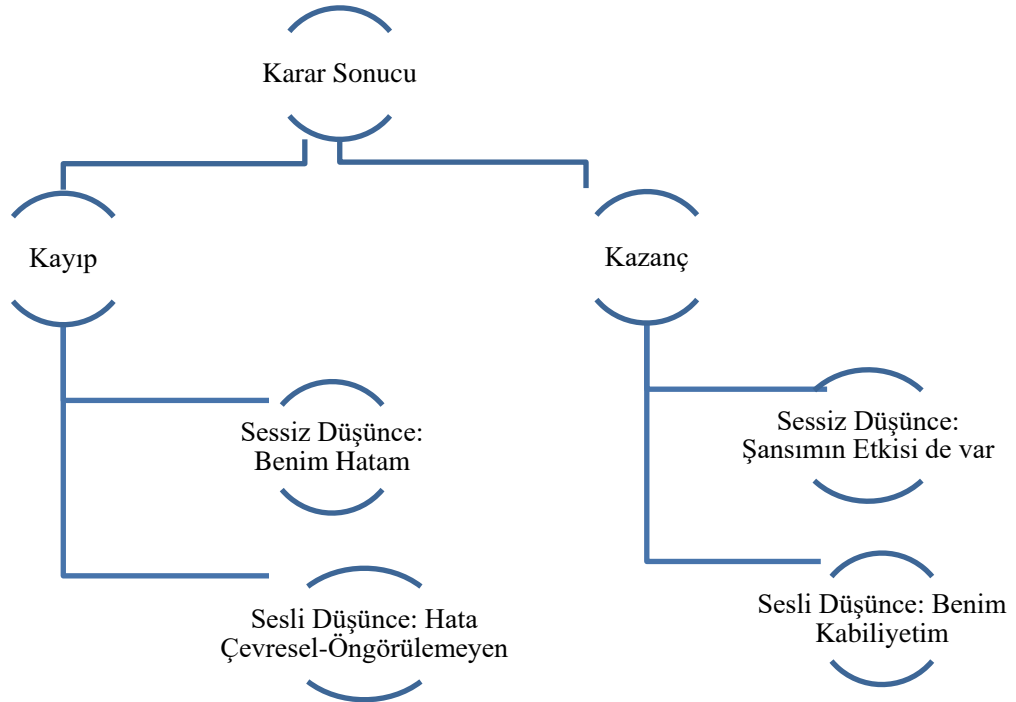 Karar Sonucu
Kayıp
Kazanç
Sessiz Düşünce:
Benim Hatam
Sessiz Düşünce:
Şansımın Etkisi de var
Sesli Düşünce: Hata
Çevresel-Öngörülemeyen
Sesli Düşünce: Benim
Kabiliyetim